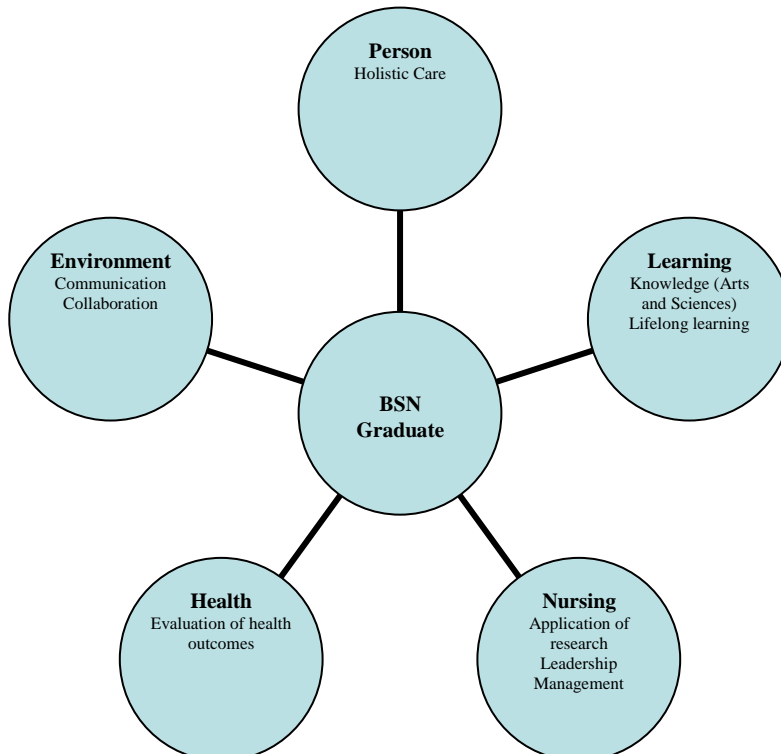 Person
Holistic Care
Environment
Communication
Collaboration
Learning
Knowledge (Arts
and Sciences)
Lifelong learning
BSN
Graduate
Health
Evaluation of health
outcomes
Nursing
Application of
research
Leadership
Management